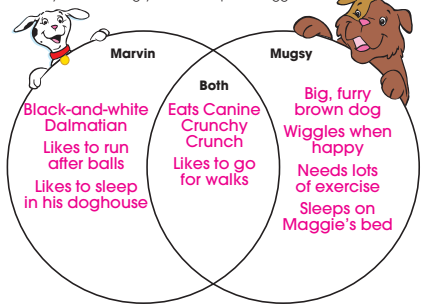 Marvin
Black-and-white
Dalmatian
Likes to run
after balls
Likes to sleep
in his doghouse
Both
Eats Canine
Crunchy
Crunch
Likes to go
for walks
Mugsy
Big, furry
brown dog
Wiggles when
happy
Needs lots
of exercise
Sleeps on
Maggie's bed